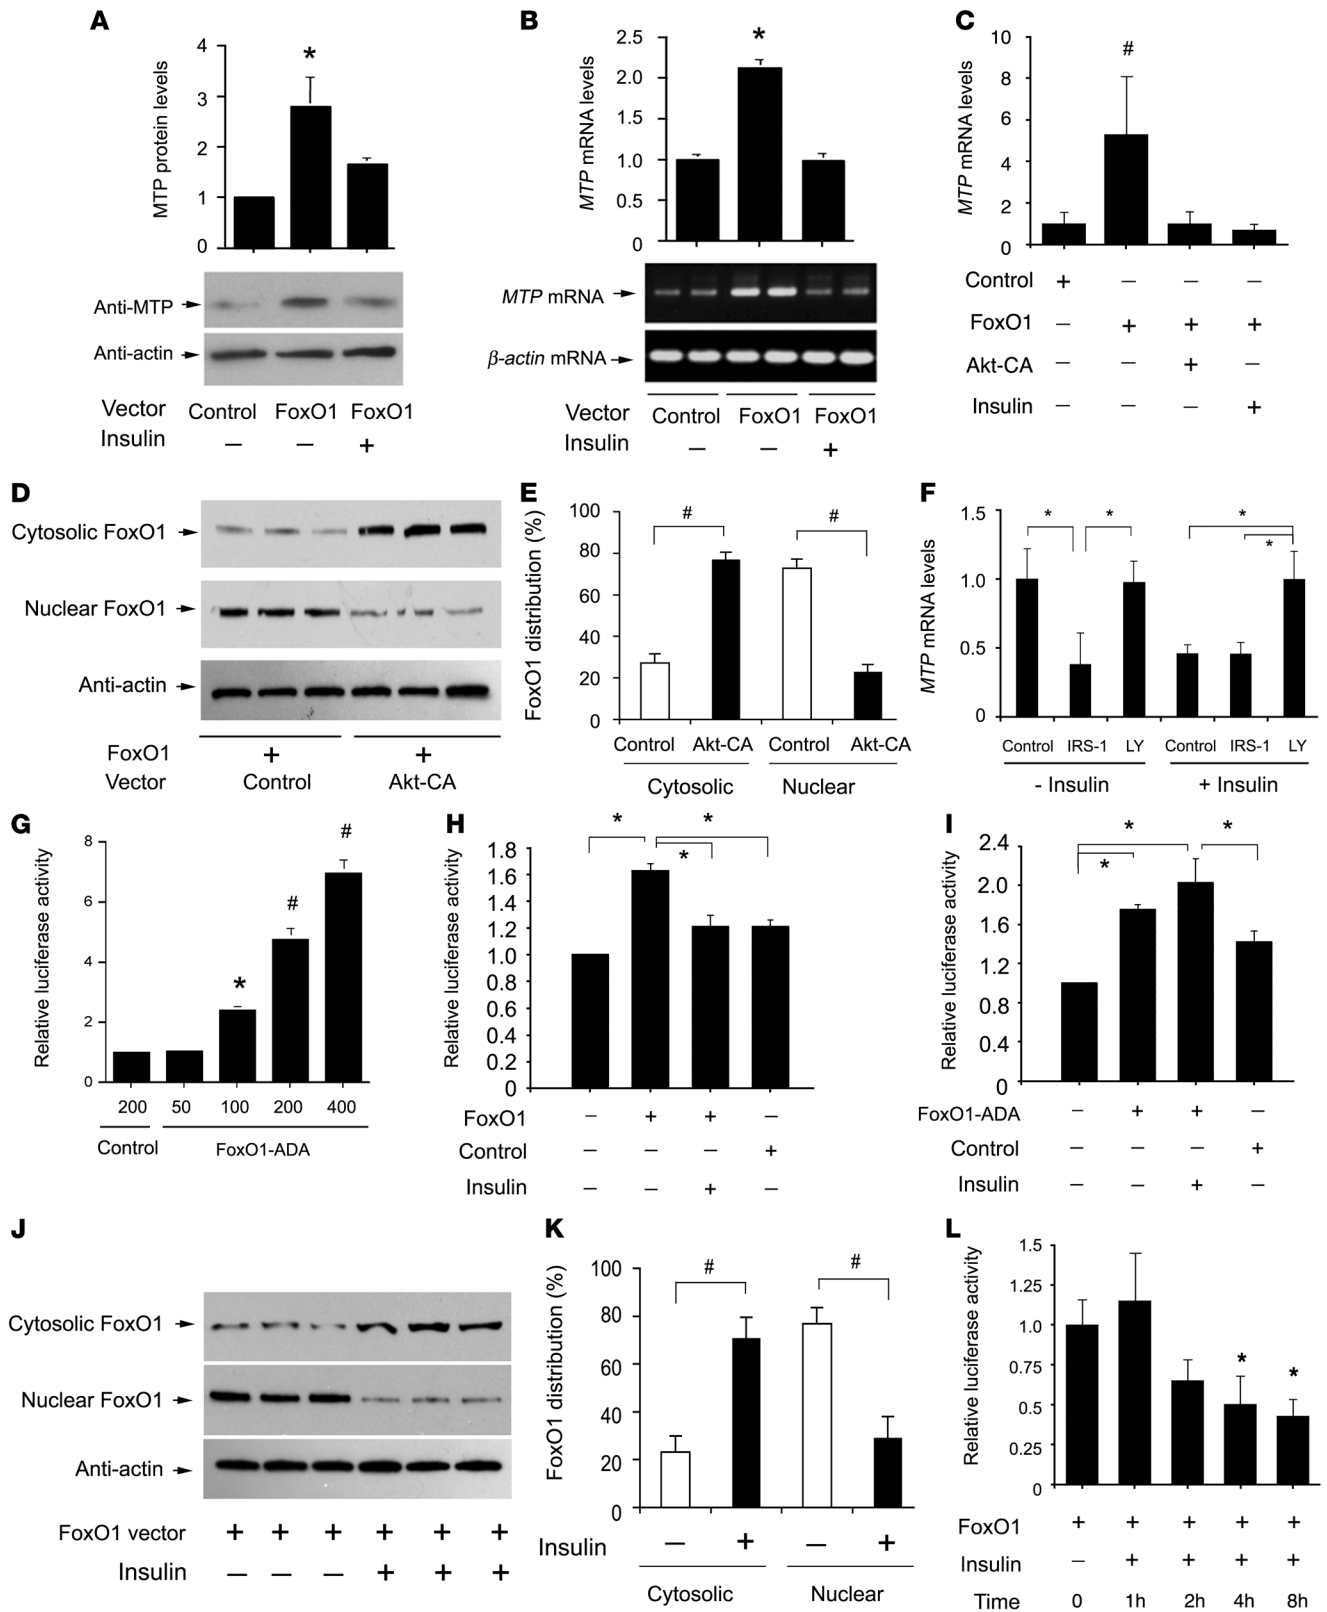 A
MTP protein levels
4
3
2
1
0
*
Anti-MTP
Anti-actin
Vector Control FoxO1 FoxO1
Insulin – – +
B
MTP mRNA levels
2.5
2.0
1.5
1.0
0.5
0
*
MTP mRNA
β-actin mRNA
Vector Control FoxO1 FoxO1
Insulin – – +
C
MTP mRNA levels
10
8
6
4
2
0
#
Control + – – –
FoxO1 – + + +
Akt-CA – – + –
Insulin – – – +
D
Cytosolic FoxO1
Nuclear FoxO1
Anti-actin
FoxO1 + +
Vector Control Akt-CA
E
FoxO1 distribution (%)
100
80
60
40
20
0
# #
Control Akt-CA Control Akt-CA
Cytosolic Nuclear
F
MTP mRNA levels
1.5
1.0
0.5
0
* * *
*
Control IRS-1 LY Control IRS-1 LY
- Insulin + Insulin
G
Relative luciferase activity
8
6
4
2
0
* # #
200 50 100 200 400
Control FoxO1-ADA
H
Relative luciferase activity
1.8
1.6
1.4
1.2
1.0
0.8
0.6
0.4
0.2
0
* *
*
FoxO1 – + + –
Control – – – +
Insulin – – + –
I
Relative luciferase activity
2.4
2.0
1.6
1.2
0.8
0.4
0
* *
*
FoxO1-ADA – + + –
Control – – – +
Insulin – – + –
J
Cytosolic FoxO1
Nuclear FoxO1
Anti-actin
FoxO1 vector + + + + + +
Insulin – – – + + +
K
FoxO1 distribution (%)
100
80
60
40
20
0
# #
Insulin – + – +
Cytosolic Nuclear
L
Relative luciferase activity
1.5
1.25
1.0
0.75
0.5
0.25
0
* *
FoxO1 + + + + +
Insulin – + + + +
Time 0 1h 2h 4h 8h